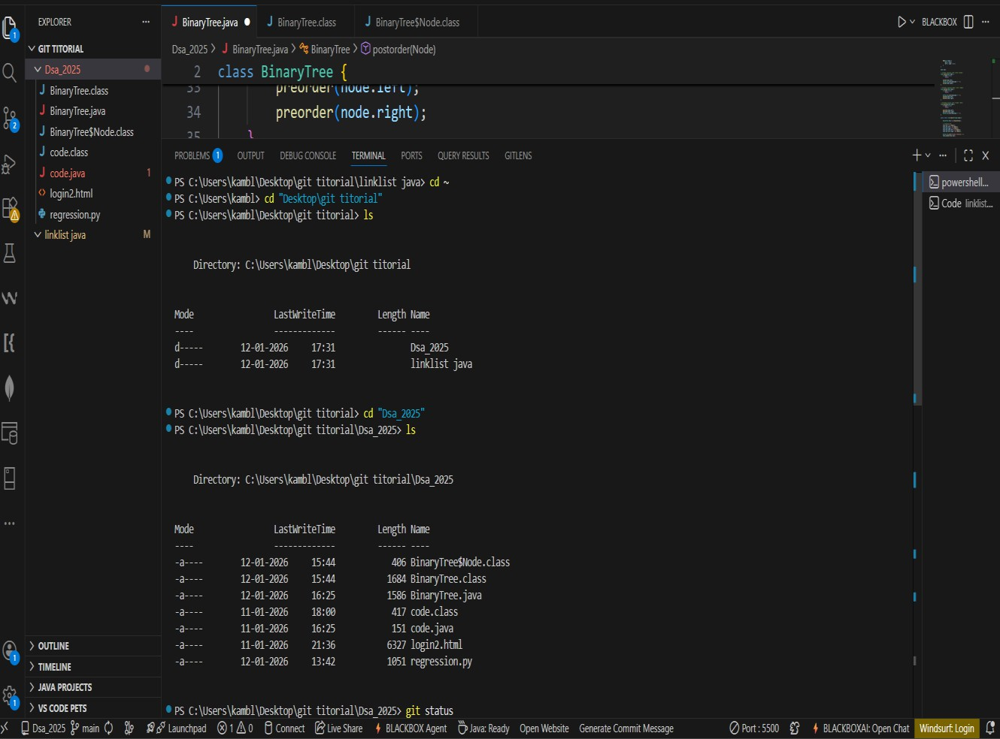 EXPLORER ···
BinaryTree.java
BinaryTree.class
BinaryTree$Node.class
BLACKBOX ···
1
GIT TITORIAL
Dsa_2025
BinaryTree.class
BinaryTree.java
BinaryTree$Node.class
code.class
code.java 1
login2.html
regression.py
linklist java M
2
···
1
1
OUTLINE
TIMELINE
JAVA PROJECTS
VS CODE PETS
Dsa_2025 > BinaryTree.java > BinaryTree > postorder(Node)
2 class BinaryTree {
33 preorder(node.left);
34 preorder(node.right);
35 }
PROBLEMS 1 OUTPUT DEBUG CONSOLE TERMINAL PORTS QUERY RESULTS GITLENS
powershell...
Code linklist...
PS C:\Users\kambl\Desktop\git titorial\linklist java> cd ~
PS C:\Users\kambl> cd "Desktop\git titorial"
PS C:\Users\kambl\Desktop\git titorial> ls
Directory: C:\Users\kambl\Desktop\git titorial
Mode LastWriteTime Length Name
---- ------------- ------ ----
d----- 12-01-2026 17:31 Dsa_2025
d----- 12-01-2026 17:31 linklist java
PS C:\Users\kambl\Desktop\git titorial> cd "Dsa_2025"
PS C:\Users\kambl\Desktop\git titorial\Dsa_2025> ls
Directory: C:\Users\kambl\Desktop\git titorial\Dsa_2025
Mode LastWriteTime Length Name
---- ------------- ------ ----
-a---- 12-01-2026 15:44 406 BinaryTree$Node.class
-a---- 12-01-2026 15:44 1684 BinaryTree.class
-a---- 12-01-2026 16:25 1586 BinaryTree.java
-a---- 11-01-2026 18:00 417 code.class
-a---- 11-01-2026 16:25 151 code.java
-a---- 11-01-2026 21:36 6327 login2.html
-a---- 12-01-2026 13:42 1051 regression.py
PS C:\Users\kambl\Desktop\git titorial\Dsa_2025> git status
Dsa_2025 main Launchpad 1 0 Connect Live Share BLACKBOX Agent Java: Ready Open Website Generate Commit Message Port : 5500 BLACKBOXAI: Open Chat Windsurf: Login